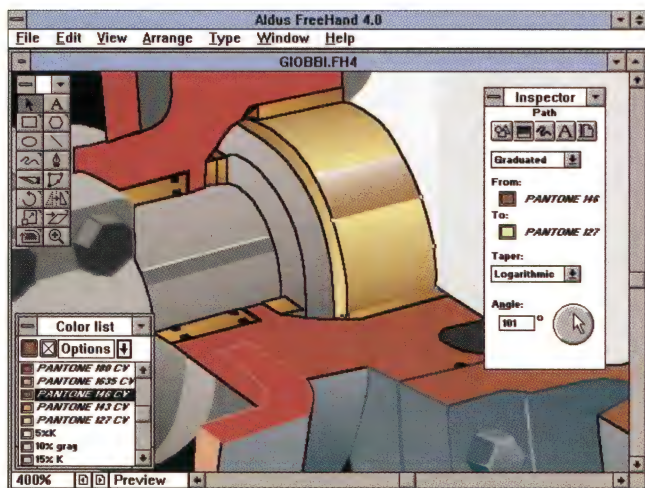 Aldus FreeHand 4.0
File Edit View Arrange Type Window Help
GIOBBI.FH4
Inspector
Path
Graduated
From:
PANTONE 146
To:
PANTONE 127
Taper:
Logarithmic
Angle:
101 °
Color list
Options
PANTONE 180 CV
PANTONE 1635 CV
PANTONE 146 CV
PANTONE 143 CV
PANTONE 127 CV
5%K
10% gray
15% K
400% Preview